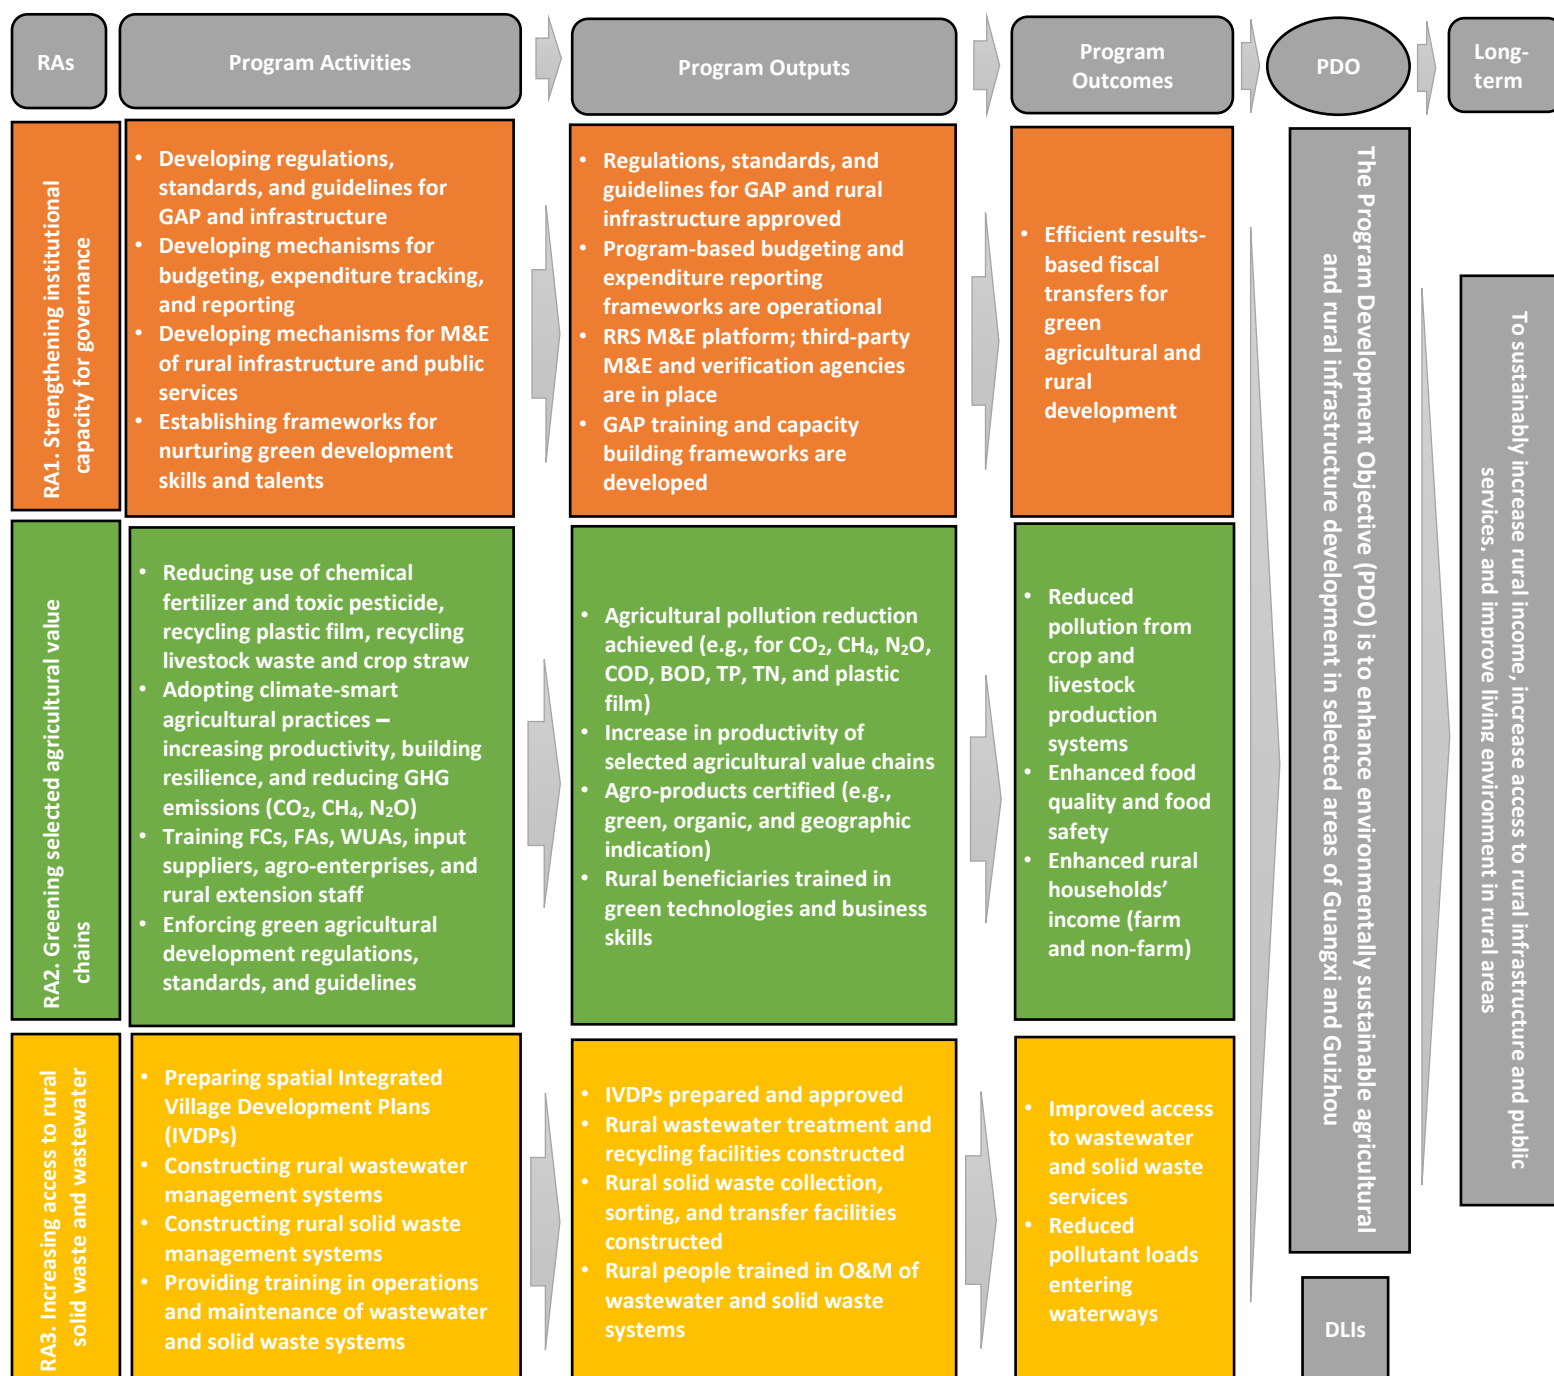 RAs
Program Activities
Program Outputs
Program
Outcomes
PDO
Long-
term
RA1. Strengthening institutional
capacity for governance
• Developing regulations,
standards, and guidelines for
GAP and infrastructure
• Developing mechanisms for
budgeting, expenditure tracking,
and reporting
• Developing mechanisms for M&E
of rural infrastructure and public
services
• Establishing frameworks for
nurturing green development
skills and talents
• Regulations, standards, and
guidelines for GAP and rural
infrastructure approved
• Program-based budgeting and
expenditure reporting
frameworks are operational
• RRS M&E platform; third-party
M&E and verification agencies
are in place
• GAP training and capacity
building frameworks are
developed
• Efficient results-
based fiscal
transfers for
green
agricultural and
rural
development
RA2. Greening selected agricultural value
chains
• Reducing use of chemical
fertilizer and toxic pesticide,
recycling plastic film, recycling
livestock waste and crop straw
• Adopting climate-smart
agricultural practices –
increasing productivity, building
resilience, and reducing GHG
emissions (CO₂, CH₄, N₂O)
• Training FCs, FAs, WUAs, input
suppliers, agro-enterprises, and
rural extension staff
• Enforcing green agricultural
development regulations,
standards, and guidelines
• Agricultural pollution reduction
achieved (e.g., for CO₂, CH₄, N₂O,
COD, BOD, TP, TN, and plastic
film)
• Increase in productivity of
selected agricultural value chains
• Agro-products certified (e.g.,
green, organic, and geographic
indication)
• Rural beneficiaries trained in
green technologies and business
skills
• Reduced
pollution from
crop and
livestock
production
systems
• Enhanced food
quality and food
safety
• Enhanced rural
households’
income (farm
and non-farm)
RA3. Increasing access to rural
solid waste and wastewater
• Preparing spatial Integrated
Village Development Plans
(IVDPs)
• Constructing rural wastewater
management systems
• Constructing rural solid waste
management systems
• Providing training in operations
and maintenance of wastewater
and solid waste systems
• IVDPs prepared and approved
• Rural wastewater treatment and
recycling facilities constructed
• Rural solid waste collection,
sorting, and transfer facilities
constructed
• Rural people trained in O&M of
wastewater and solid waste
systems
• Improved access
to wastewater
and solid waste
services
• Reduced
pollutant loads
entering
waterways
The Program Development Objective (PDO) is to enhance environmentally sustainable agricultural
and rural infrastructure development in selected areas of Guangxi and Guizhou
DLIs
To sustainably increase rural income, increase access to rural infrastructure and public
services, and improve living environment in rural areas